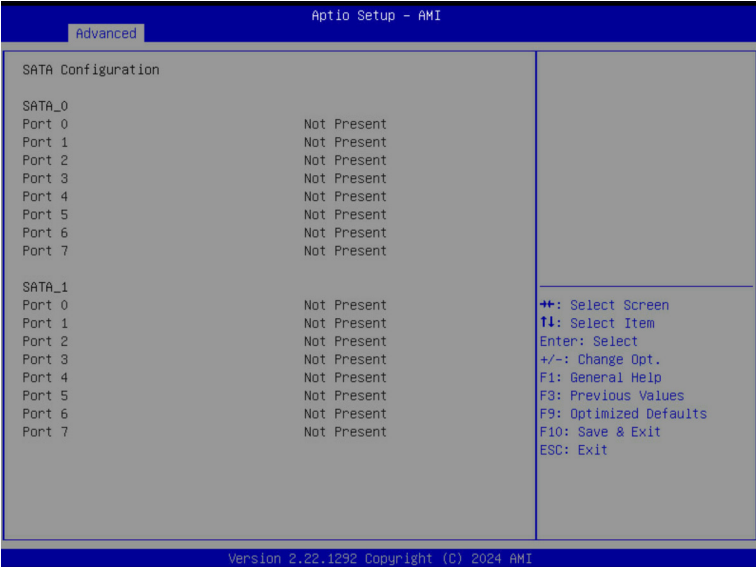 Aptio Setup – AMI
Advanced
SATA Configuration
SATA_0
Port 0 Not Present
Port 1 Not Present
Port 2 Not Present
Port 3 Not Present
Port 4 Not Present
Port 5 Not Present
Port 6 Not Present
Port 7 Not Present
SATA_1
Port 0 Not Present
Port 1 Not Present
Port 2 Not Present
Port 3 Not Present
Port 4 Not Present
Port 5 Not Present
Port 6 Not Present
Port 7 Not Present
→←: Select Screen
↑↓: Select Item
Enter: Select
+/-: Change Opt.
F1: General Help
F3: Previous Values
F9: Optimized Defaults
F10: Save & Exit
ESC: Exit
Version 2.22.1292 Copyright (C) 2024 AMI